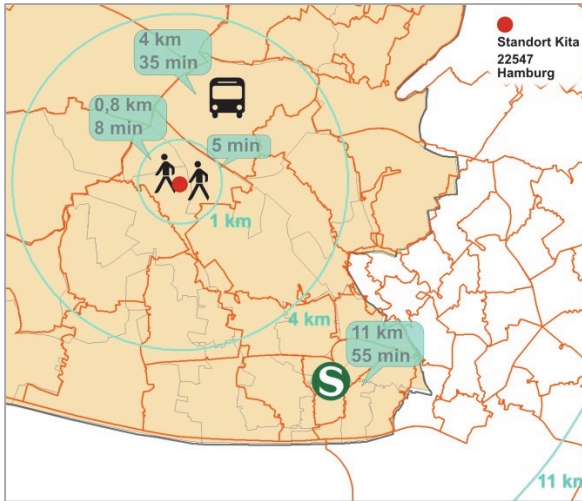 4 km
35 min
0,8 km
8 min
5 min
1 km
4 km
11 km
55 min
S
11 km
Standort Kita
22547
Hamburg